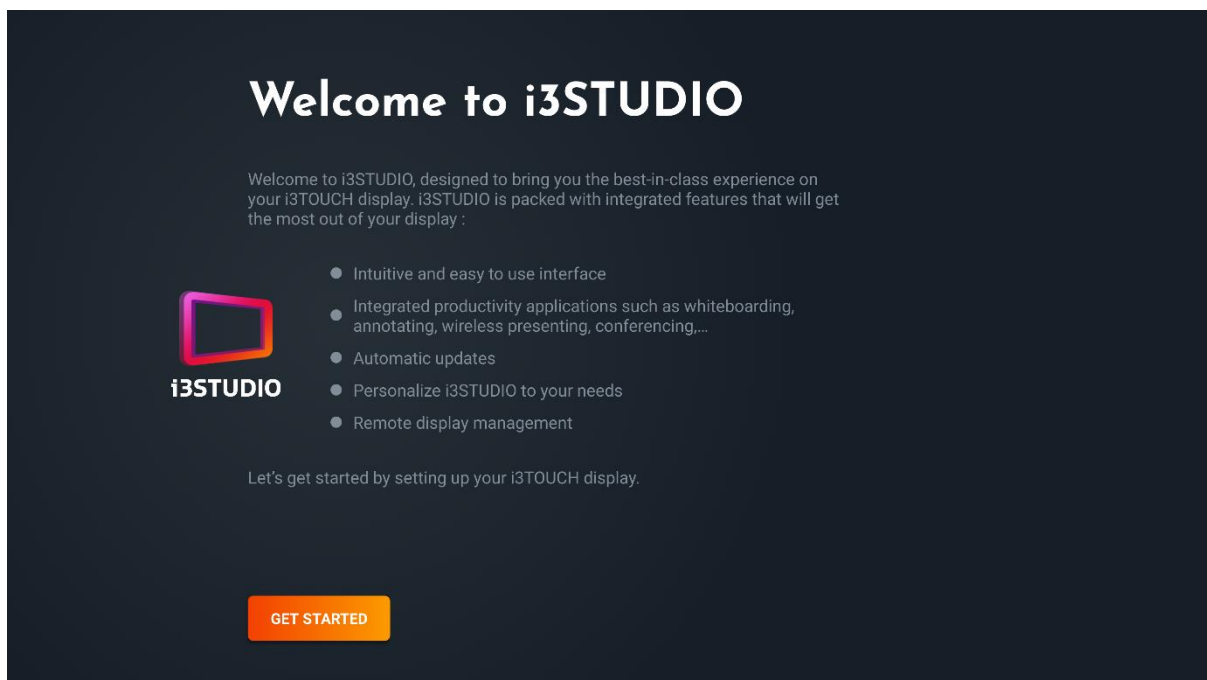 Welcome to i3STUDIO
Welcome to i3STUDIO, designed to bring you the best-in-class experience on
your i3TOUCH display. i3STUDIO is packed with integrated features that will get
the most out of your display :
Intuitive and easy to use interface
Integrated productivity applications such as whiteboarding,
annotating, wireless presenting, conferencing,...
Automatic updates
i3STUDIO
Personalize i3STUDIO to your needs
Remote display management
Let's get started by setting up your i3TOUCH display.
GET STARTED